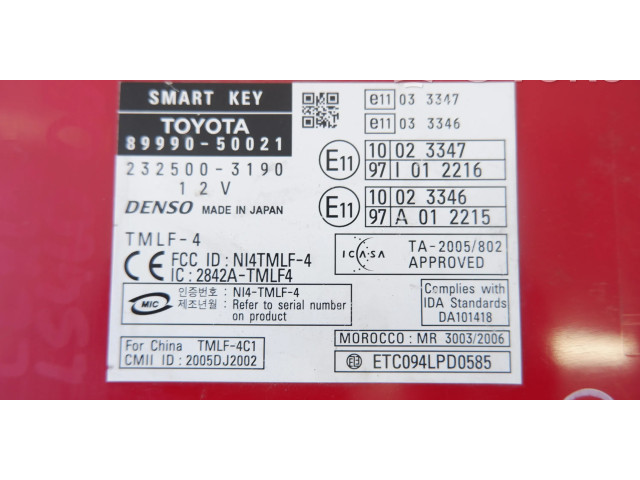 SMART KEY
TOYOTA
89990-50021
232500-3190
12V
DENSO MADE IN JAPAN
e11 03 3347
e11 03 3346
E11 10 02 3347
97 I 01 2216
E11 10 02 3346
97 A 01 2215
TMLF-4
CE FCC ID : NI4TMLF-4
IC : 2842A-TMLF4
ICASA TA-2005/802
APPROVED
MIC 인증번호 : NI4-TMLF-4
제조년월 : Refer to serial number
on product
Complies with
IDA Standards
DA101418
For China TMLF-4C1
CMII ID : 2005DJ2002
MOROCCO : MR 3003/2006
ETC094LPD0585